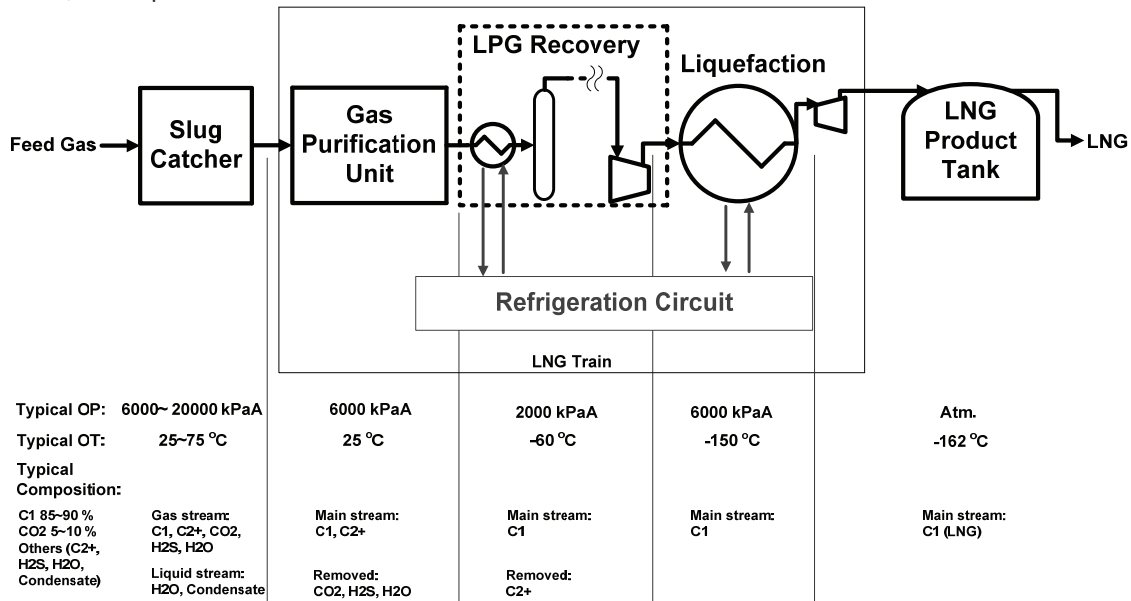 LPG Recovery
Liquefaction
Feed Gas
Slug
Catcher
Gas
Purification
Unit
LNG
Product
Tank
LNG
Refrigeration Circuit
LNG Train
Typical OP: 6000~ 20000 kPaA 6000 kPaA 2000 kPaA 6000 kPaA Atm.
Typical OT: 25~75 °C 25 °C -60 °C -150 °C -162 °C
Typical
Composition:
C1 85~90 %
CO2 5~10 %
Others (C2+,
H2S, H2O,
Condensate)
Gas stream:
C1, C2+, CO2,
H2S, H2O
Liquid stream:
H2O, Condensate
Main stream:
C1, C2+
Removed:
CO2, H2S, H2O
Main stream:
C1
Removed:
C2+
Main stream:
C1
Main stream:
C1 (LNG)